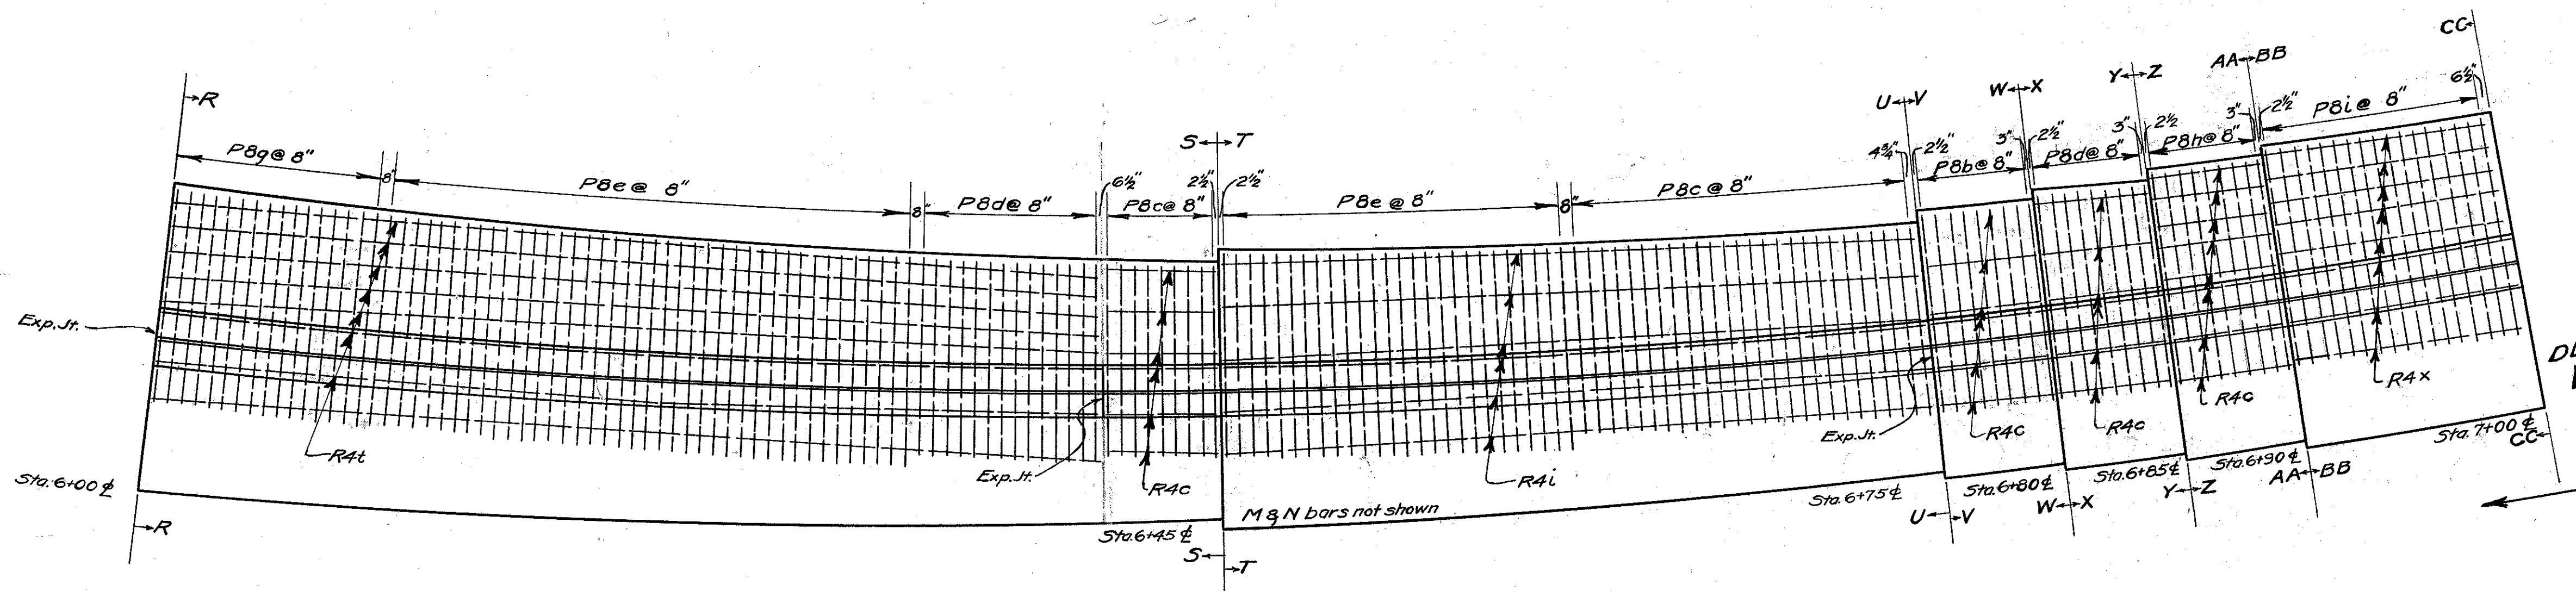 CC
R
P8g @ 8"
8"
P8e @ 8"
8"
P8d @ 8"
6½"
P8c @ 8"
2½"
S T
2½"
P8e @ 8"
8"
P8c @ 8"
4¾"
U V
2½"
P8b @ 8"
3"
W X
2½"
P8d @ 8"
3"
Y Z
2½
P8h @ 8"
3"
AA BB
2½"
P8i @ 8"
6½"
Exp. Jt.
R4t
Sta. 6+00 ℄
R
Exp. Jt.
R4c
Sta. 6+45 ℄
S
T
M & N bars not shown
R4i
Exp. Jt.
Sta. 6+75 ℄
U V
R4c
Sta. 6+80 ℄
W X
R4c
Sta. 6+85 ℄
Y Z
R4c
Sta. 6+90 ℄
AA BB
R4x
Sta. 7+00 ℄
CC